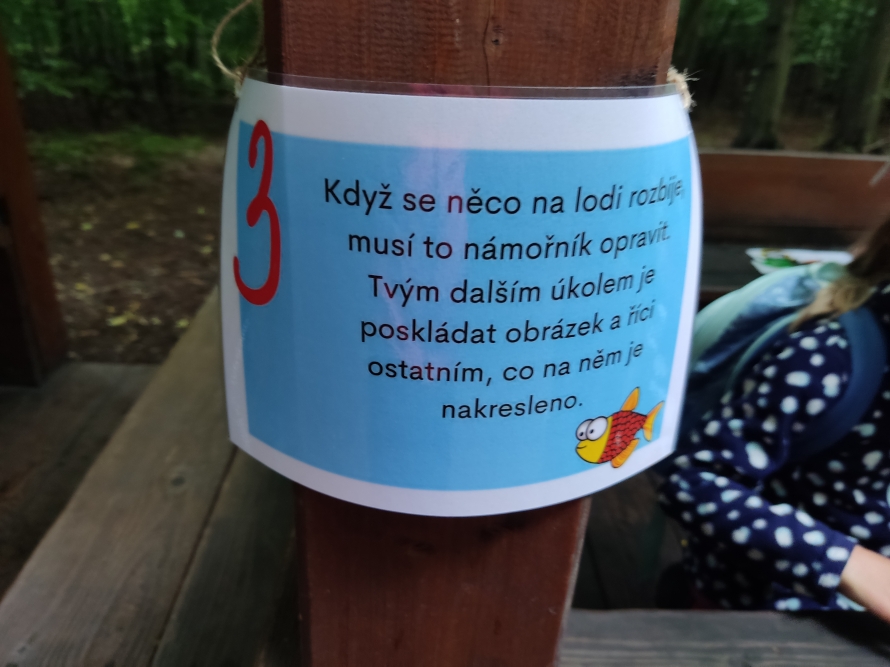 3
Když se něco na lodi rozbije,
musí to námořník opravit.
Tvým dalším úkolem je
poskládat obrázek a říci
ostatním, co na něm je
nakresleno.